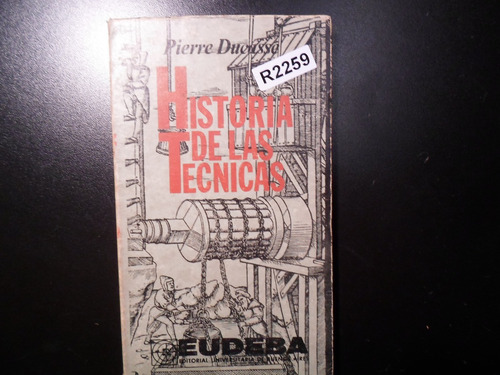 Pierre Ducassé
R2259
HISTORIA
DE LAS
TECNICAS
EUDEBA
EDITORIAL UNIVERSITARIA DE BUENOS AIRES